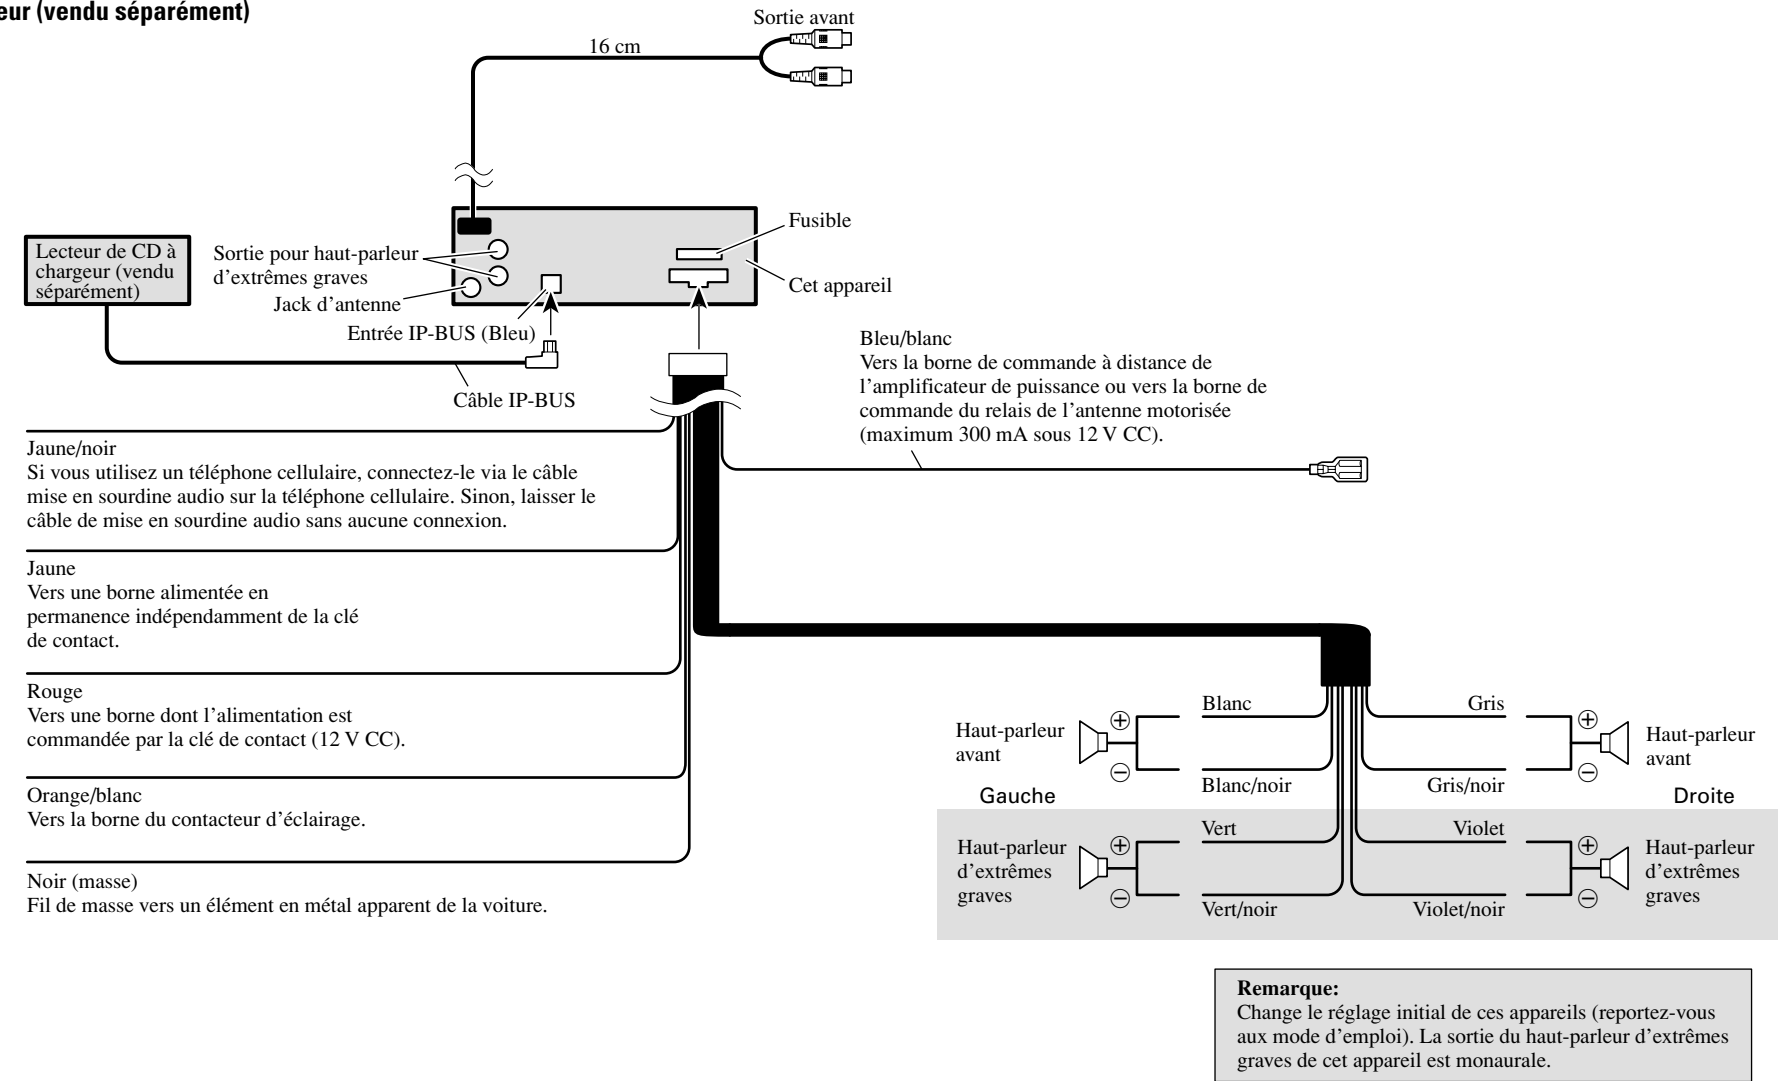 eur (vendu séparément)
Sortie avant
16 cm
Fusible
Cet appareil
Lecteur de CD à
chargeur (vendu
séparément)
Sortie pour haut-parleur
d'extrêmes graves
Jack d'antenne
Entrée IP-BUS (Bleu)
Câble IP-BUS
Bleu/blanc
Vers la borne de commande à distance de
l'amplificateur de puissance ou vers la borne de
commande du relais de l'antenne motorisée
(maximum 300 mA sous 12 V CC).
Jaune/noir
Si vous utilisez un téléphone cellulaire, connectez-le via le câble
mise en sourdine audio sur la téléphone cellulaire. Sinon, laisser le
câble de mise en sourdine audio sans aucune connexion.
Jaune
Vers une borne alimentée en
permanence indépendamment de la clé
de contact.
Rouge
Vers une borne dont l'alimentation est
commandée par la clé de contact (12 V CC).
Orange/blanc
Vers la borne du contacteur d'éclairage.
Noir (masse)
Fil de masse vers un élément en métal apparent de la voiture.
Haut-parleur
avant
+
−
Blanc
Blanc/noir
Gris
Gris/noir
+
−
Haut-parleur
avant
Gauche
Droite
Haut-parleur
d'extrêmes
graves
+
−
Vert
Vert/noir
Violet
Violet/noir
+
−
Haut-parleur
d'extrêmes
graves
Remarque:
Change le réglage initial de ces appareils (reportez-vous
aux mode d'emploi). La sortie du haut-parleur d'extrêmes
graves de cet appareil est monaurale.